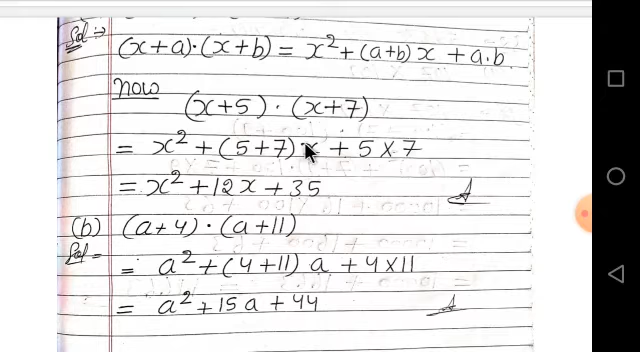 Sol ⇒
(x+a)·(x+b) = x² + (a+b) x + a.b
Now
(x+5) · (x+7)
= x² + (5+7) x + 5 × 7
= x² + 12x + 35
(b) (a+4) · (a+11)
Sol =
= a² + (4+11) a + 4×11
= a² + 15a + 44